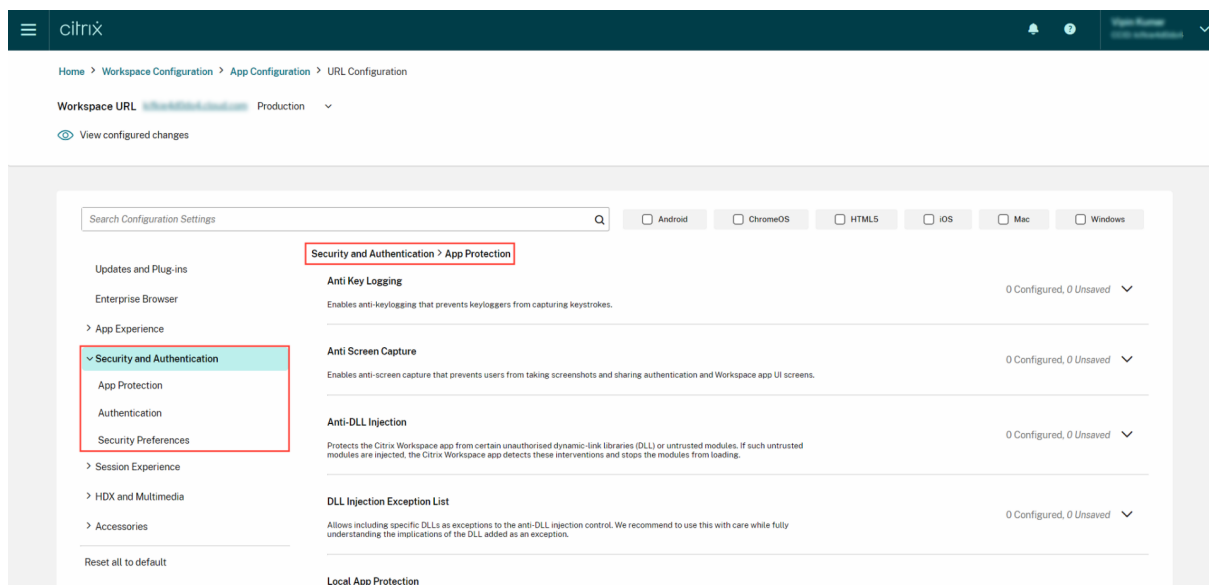 citrix
Home > Workspace Configuration > App Configuration > URL Configuration
Workspace URL Production
View configured changes
Search Configuration Settings
Android ChromeOS HTML5 iOS Mac Windows
Updates and Plug-ins
Enterprise Browser
> App Experience
Security and Authentication
App Protection
Authentication
Security Preferences
> Session Experience
> HDX and Multimedia
> Accessories
Reset all to default
Security and Authentication > App Protection
Anti Key Logging
Enables anti-keylogging that prevents keyloggers from capturing keystrokes.
0 Configured, 0 Unsaved
Anti Screen Capture
Enables anti-screen capture that prevents users from taking screenshots and sharing authentication and Workspace app UI screens.
0 Configured, 0 Unsaved
Anti-DLL Injection
Protects the Citrix Workspace app from certain unauthorised dynamic-link libraries (DLL) or untrusted modules. If such untrusted
modules are injected, the Citrix Workspace app detects these interventions and stops the modules from loading.
0 Configured, 0 Unsaved
DLL Injection Exception List
Allows including specific DLLs as exceptions to the anti-DLL injection control. We recommend to use this with care while fully
understanding the implications of the DLL added as an exception.
0 Configured, 0 Unsaved
Local App Protection